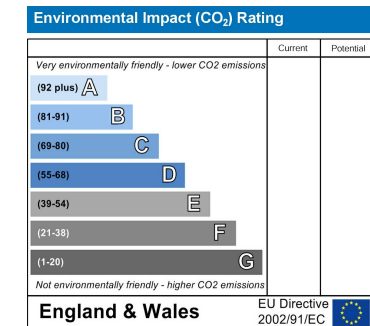 Environmental Impact (CO₂) Rating
Current Potential
Very environmentally friendly - lower CO2 emissions
(92 plus) A
(81-91) B
(69-80) C
(55-68) D
(39-54) E
(21-38) F
(1-20) G
Not environmentally friendly - higher CO2 emissions
England & Wales
EU Directive
2002/91/EC